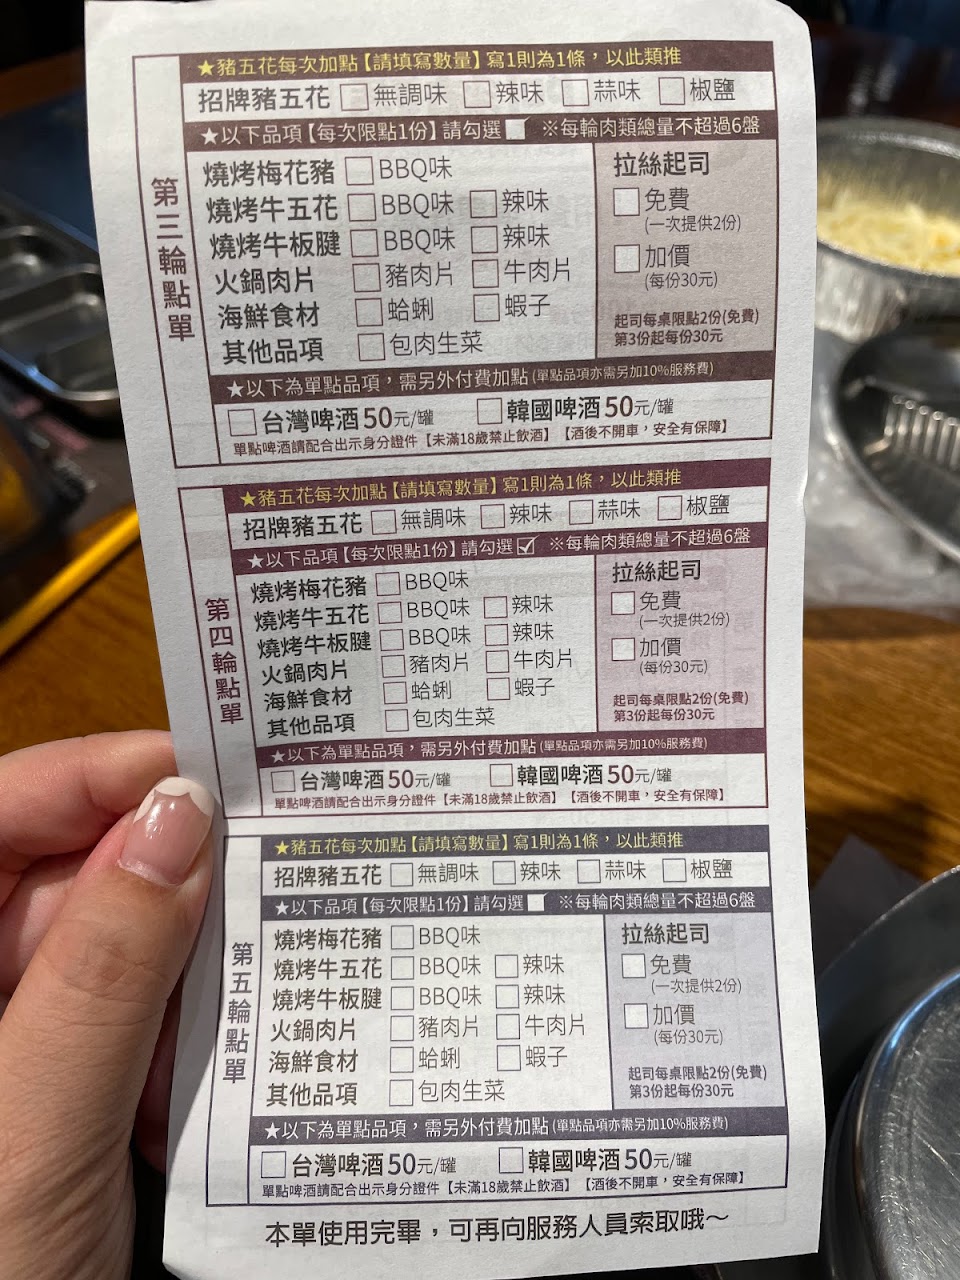 第三輪點單
★豬五花每次加點【請填寫數量】寫1則為1條，以此類推
招牌豬五花 □無調味 □辣味 □蒜味 □椒鹽
★以下品項【每次限點1份】請勾選 ※每輪肉類總量不超過6盤
燒烤梅花豬 □BBQ味
燒烤牛五花 □BBQ味 □辣味
燒烤牛板腱 □BBQ味 □辣味
火鍋肉片 □豬肉片 □牛肉片
海鮮食材 □蛤蜊 □蝦子
其他品項 □包肉生菜
拉絲起司
□免費
(一次提供2份)
□加價
(每份30元)
起司每桌限點2份(免費)
第3份起每份30元
★以下為單點品項，需另外付費加點(單點品項亦需另加10%服務費)
□台灣啤酒50元/罐 □韓國啤酒50元/罐
單點啤酒請配合出示身分證件【未滿18歲禁止飲酒】【酒後不開車，安全有保障】
第四輪點單
★豬五花每次加點【請填寫數量】寫1則為1條，以此類推
招牌豬五花 □無調味 □辣味 □蒜味 □椒鹽
★以下品項【每次限點1份】請勾選☑ ※每輪肉類總量不超過6盤
燒烤梅花豬 □BBQ味
燒烤牛五花 □BBQ味 □辣味
燒烤牛板腱 □BBQ味 □辣味
火鍋肉片 □豬肉片 □牛肉片
海鮮食材 □蛤蜊 □蝦子
其他品項 □包肉生菜
拉絲起司
□免費
(一次提供2份)
□加價
(每份30元)
起司每桌限點2份(免費)
第3份起每份30元
★以下為單點品項，需另外付費加點(單點品項亦需另加10%服務費)
□台灣啤酒50元/罐 □韓國啤酒50元/罐
單點啤酒請配合出示身分證件【未滿18歲禁止飲酒】【酒後不開車，安全有保障】
第五輪點單
★豬五花每次加點【請填寫數量】寫1則為1條，以此類推
招牌豬五花 □無調味 □辣味 □蒜味 □椒鹽
★以下品項【每次限點1份】請勾選 ※每輪肉類總量不超過6盤
燒烤梅花豬 □BBQ味
燒烤牛五花 □BBQ味 □辣味
燒烤牛板腱 □BBQ味 □辣味
火鍋肉片 □豬肉片 □牛肉片
海鮮食材 □蛤蜊 □蝦子
其他品項 □包肉生菜
拉絲起司
□免費
(一次提供2份)
□加價
(每份30元)
起司每桌限點2份(免費)
第3份起每份30元
★以下為單點品項，需另外付費加點(單點品項亦需另加10%服務費)
□台灣啤酒50元/罐 □韓國啤酒50元/罐
單點啤酒請配合出示身分證件【未滿18歲禁止飲酒】【酒後不開車，安全有保障】
本單使用完畢，可再向服務人員索取哦～